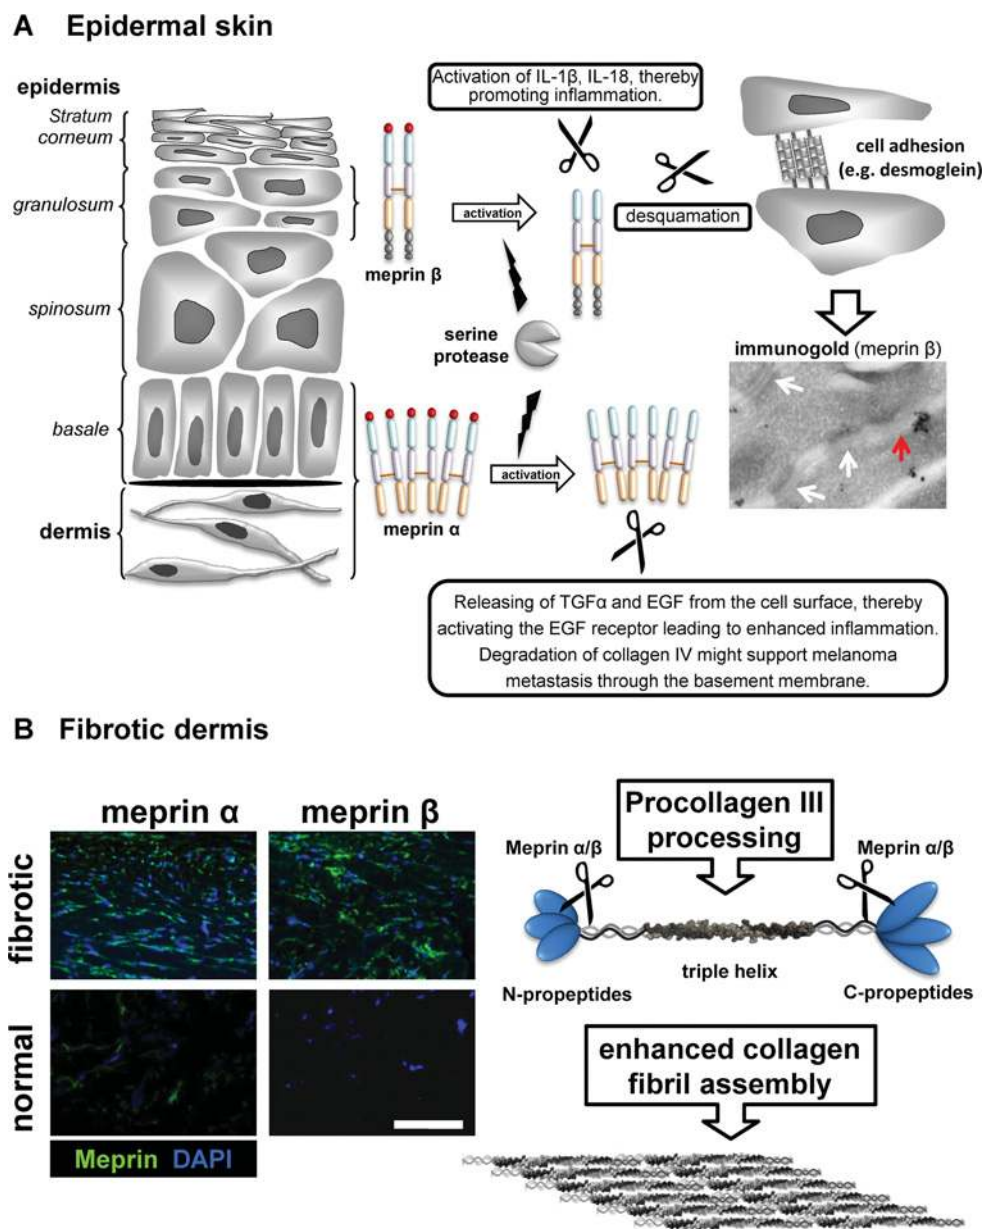 A Epidermal skin
epidermis
Stratum
corneum
granulosum
spinosum
basale
dermis
meprin β
activation
Activation of IL-1β, IL-18, thereby
promoting inflammation.
desquamation
cell adhesion
(e.g. desmoglein)
serine
protease
immunogold (meprin β)
meprin α
activation
Releasing of TGFα and EGF from the cell surface, thereby
activating the EGF receptor leading to enhanced inflammation.
Degradation of collagen IV might support melanoma
metastasis through the basement membrane.
B Fibrotic dermis
meprin α
meprin β
fibrotic
normal
Meprin DAPI
Procollagen III
processing
Meprin α/β
Meprin α/β
triple helix
N-propeptides
C-propeptides
enhanced collagen
fibril assembly